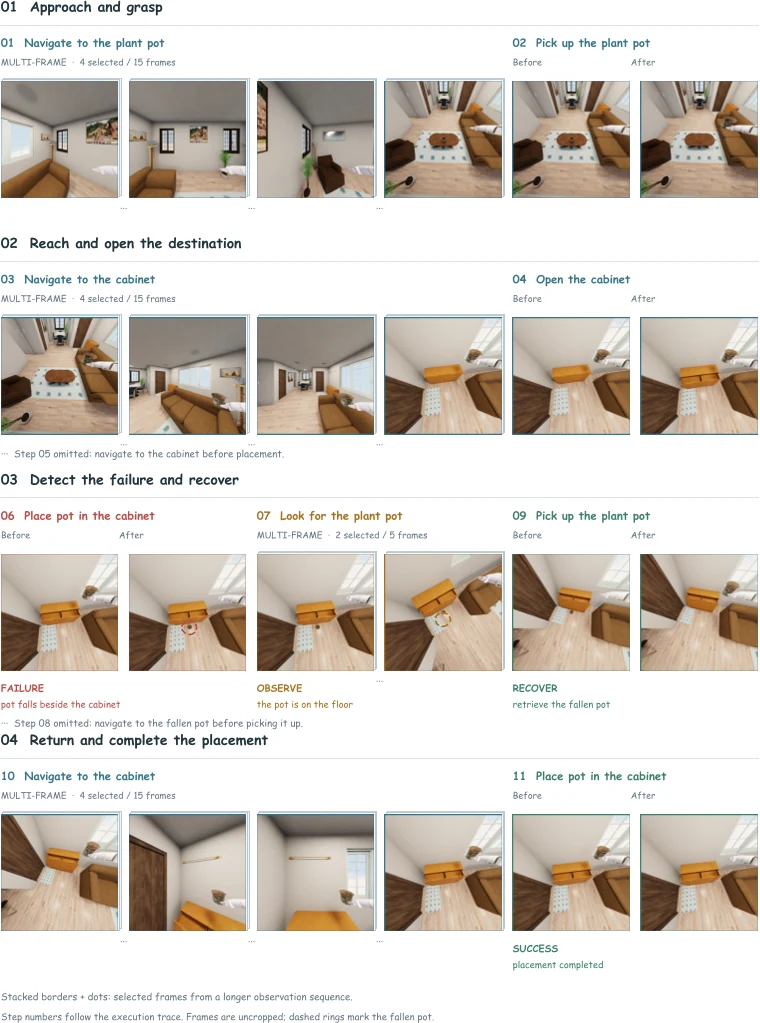 01 Approach and grasp
01 Navigate to the plant pot
MULTI-FRAME · 4 selected / 15 frames
02 Pick up the plant pot
Before After
...
...
...
02 Reach and open the destination
03 Navigate to the cabinet
MULTI-FRAME · 4 selected / 15 frames
04 Open the cabinet
Before After
...
...
...
... Step 05 omitted: navigate to the cabinet before placement.
03 Detect the failure and recover
06 Place pot in the cabinet
Before After
07 Look for the plant pot
MULTI-FRAME · 2 selected / 5 frames
09 Pick up the plant pot
Before After
...
FAILURE
pot falls beside the cabinet
OBSERVE
the pot is on the floor
RECOVER
retrieve the fallen pot
... Step 08 omitted: navigate to the fallen pot before picking it up.
04 Return and complete the placement
10 Navigate to the cabinet
MULTI-FRAME · 4 selected / 15 frames
11 Place pot in the cabinet
Before After
...
...
...
SUCCESS
placement completed
Stacked borders + dots: selected frames from a longer observation sequence.
Step numbers follow the execution trace. Frames are uncropped; dashed rings mark the fallen pot.